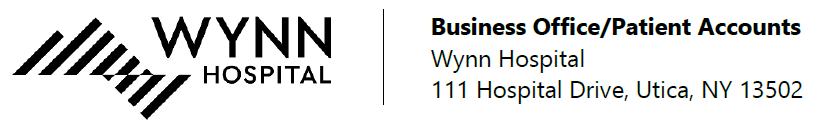 WYNN
HOSPITAL
Business Office/Patient Accounts
Wynn Hospital
111 Hospital Drive, Utica, NY 13502